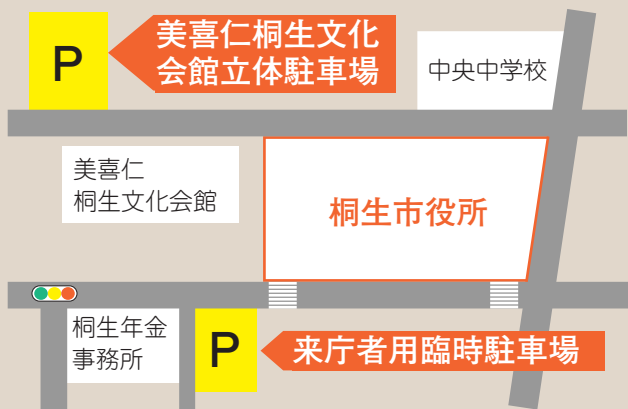 P
美喜仁桐生文化
会館立体駐車場
中央中学校
美喜仁
桐生文化会館
桐生市役所
桐生年金
事務所
P
来庁者用臨時駐車場